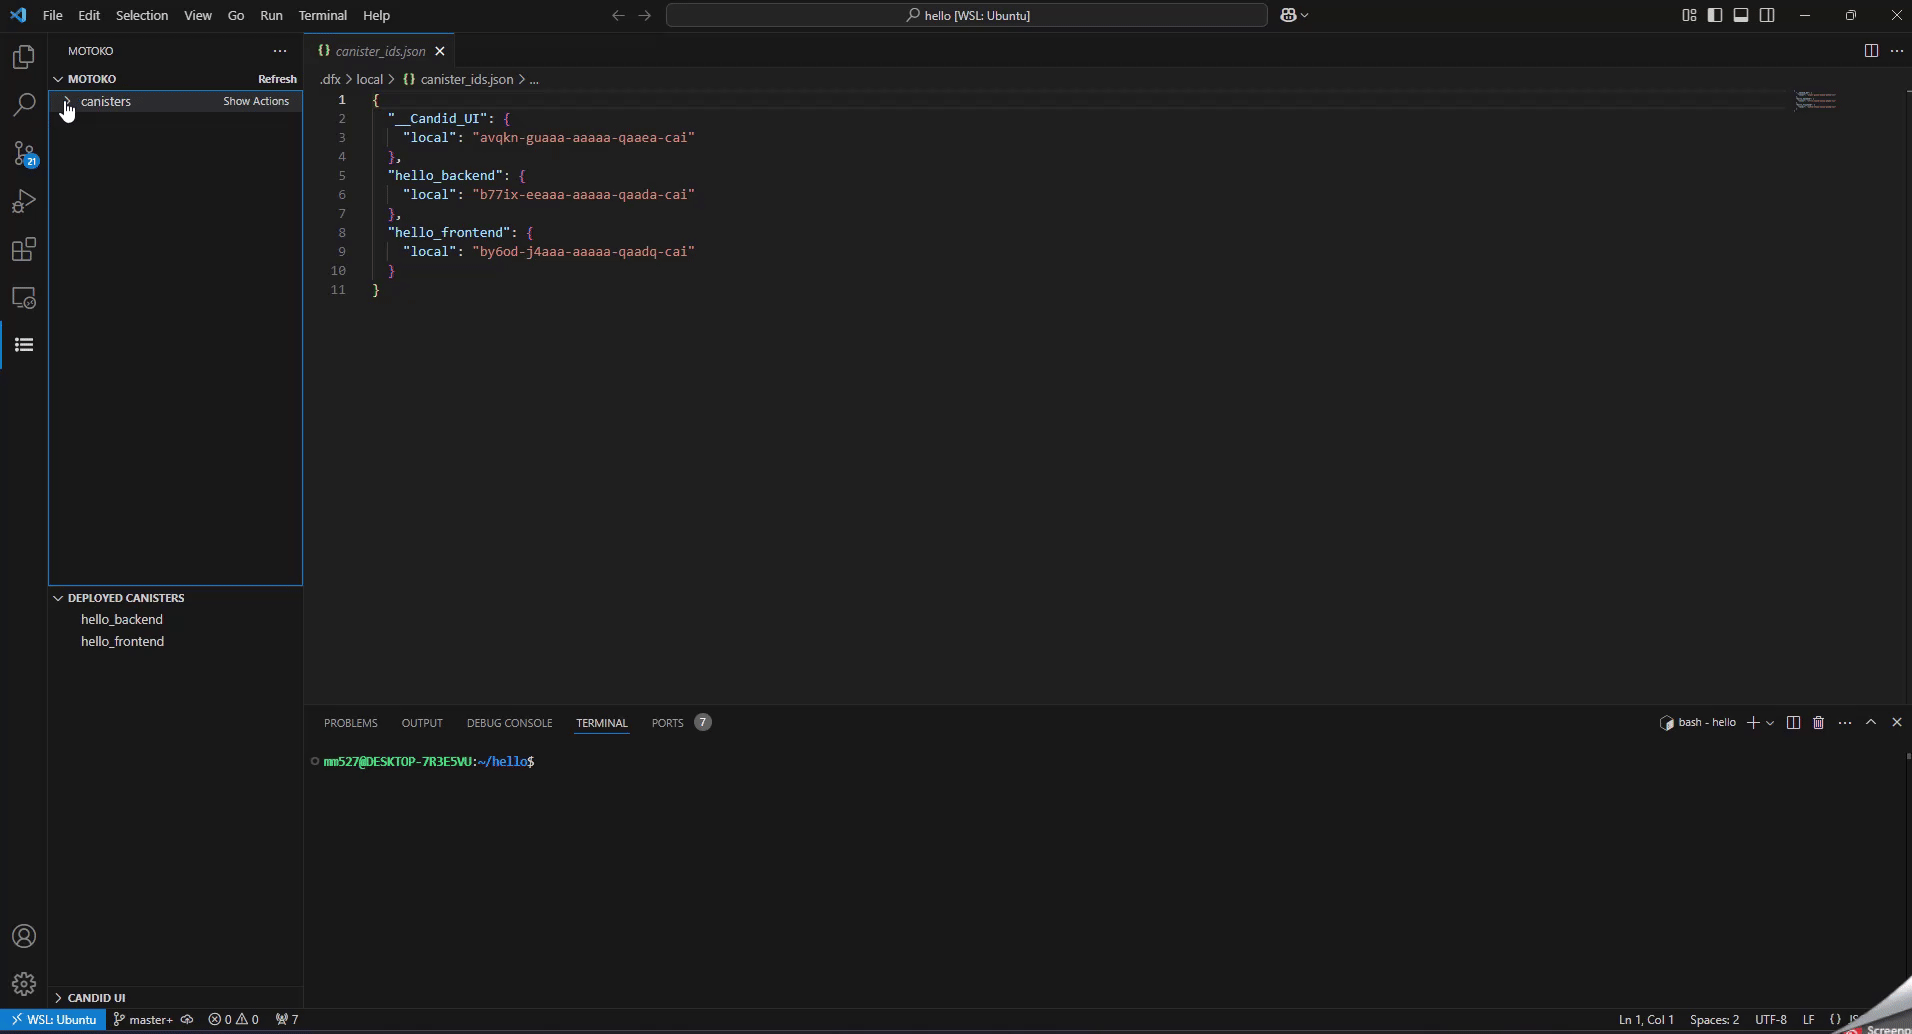 File Edit Selection View Go Run Terminal Help
hello [WSL: Ubuntu]
MOTOKO
MOTOKO Refresh
canisters Show Actions
21
DEPLOYED CANISTERS
hello_backend
hello_frontend
CANDID UI
canister_ids.json
.dfx > local > {} canister_ids.json > ...
1 {
2 "__Candid_UI": {
3 "local": "avqkn-guaaa-aaaaa-qaaea-cai"
4 },
5 "hello_backend": {
6 "local": "b77ix-eeaaa-aaaaa-qaada-cai"
7 },
8 "hello_frontend": {
9 "local": "by6od-j4aaa-aaaaa-qaadq-cai"
10 }
11 }
PROBLEMS OUTPUT DEBUG CONSOLE TERMINAL PORTS 7
bash - hello
mm527@DESKTOP-7R3E5VU:~/hello$
WSL: Ubuntu master+ 0 0 7
Ln 1, Col 1 Spaces: 2 UTF-8 LF {}